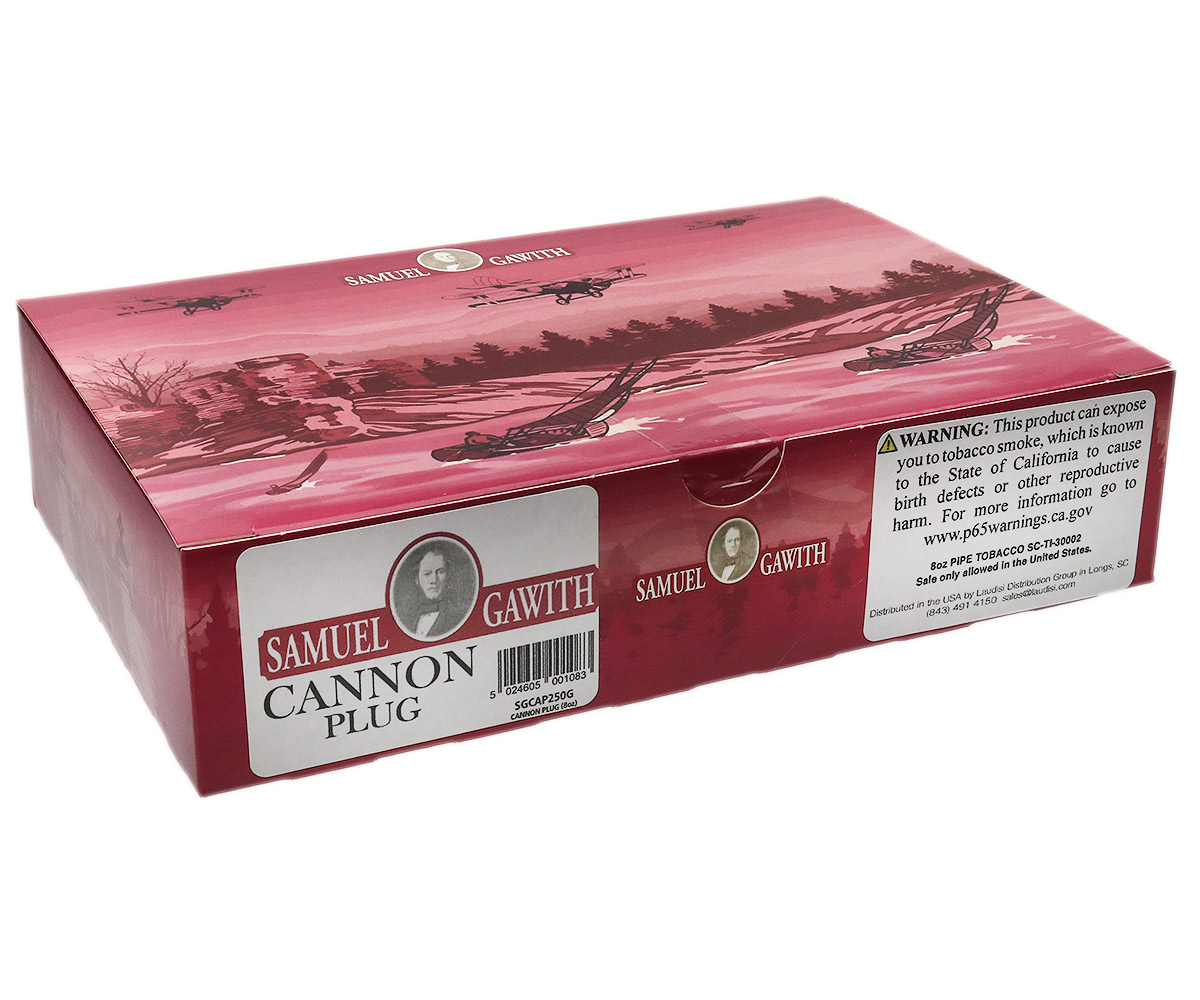 SAMUEL GAWITH
SAMUEL GAWITH
CANNON
PLUG
5 024605 001083
SGCAP250G
CANNON PLUG (8oz)
SAMUEL GAWITH
WARNING: This product can expose
you to tobacco smoke, which is known
to the State of California to cause
birth defects or other reproductive
harm. For more information go to
www.p65warnings.ca.gov
8oz PIPE TOBACCO SC-TI-30002
Sale only allowed in the United States.
Distributed in the USA by Laudisi Distribution Group in Longs, SC
(843) 491 4150 sales@laudisi.com